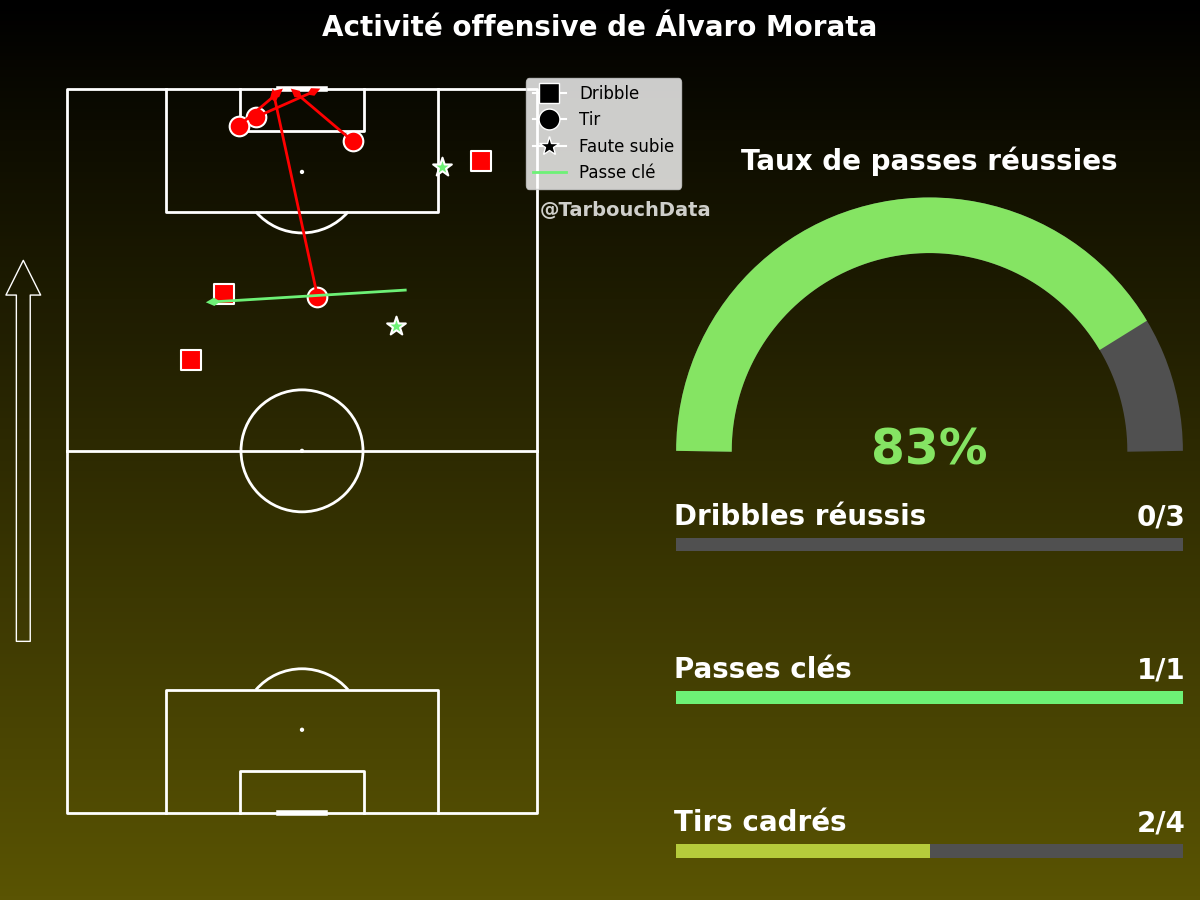 Activité offensive de Álvaro Morata
Dribble
Tir
Faute subie
Passe clé
@TarbouchData
Taux de passes réussies
83%
Dribbles réussis 0/3
Passes clés 1/1
Tirs cadrés 2/4